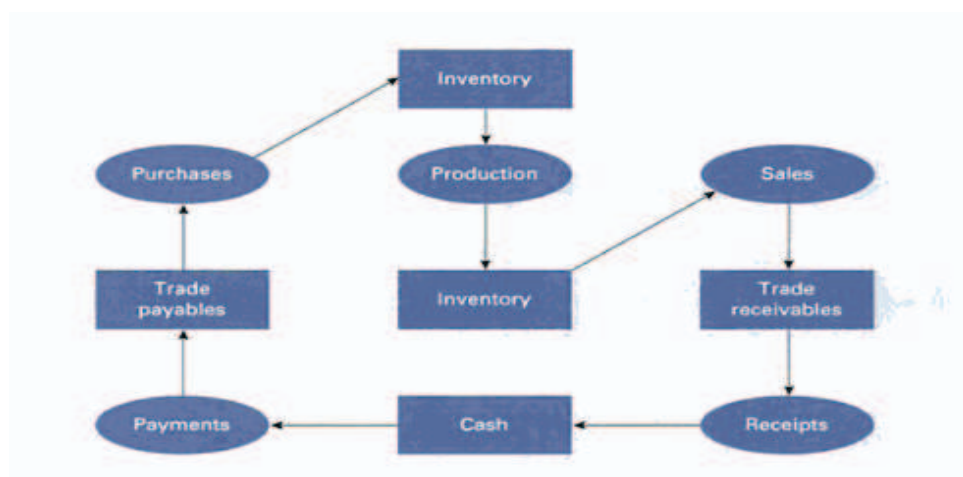 Inventory
Purchases
Production
Sales
Trade
payables
Inventory
Trade
receivables
Payments
Cash
Receipts